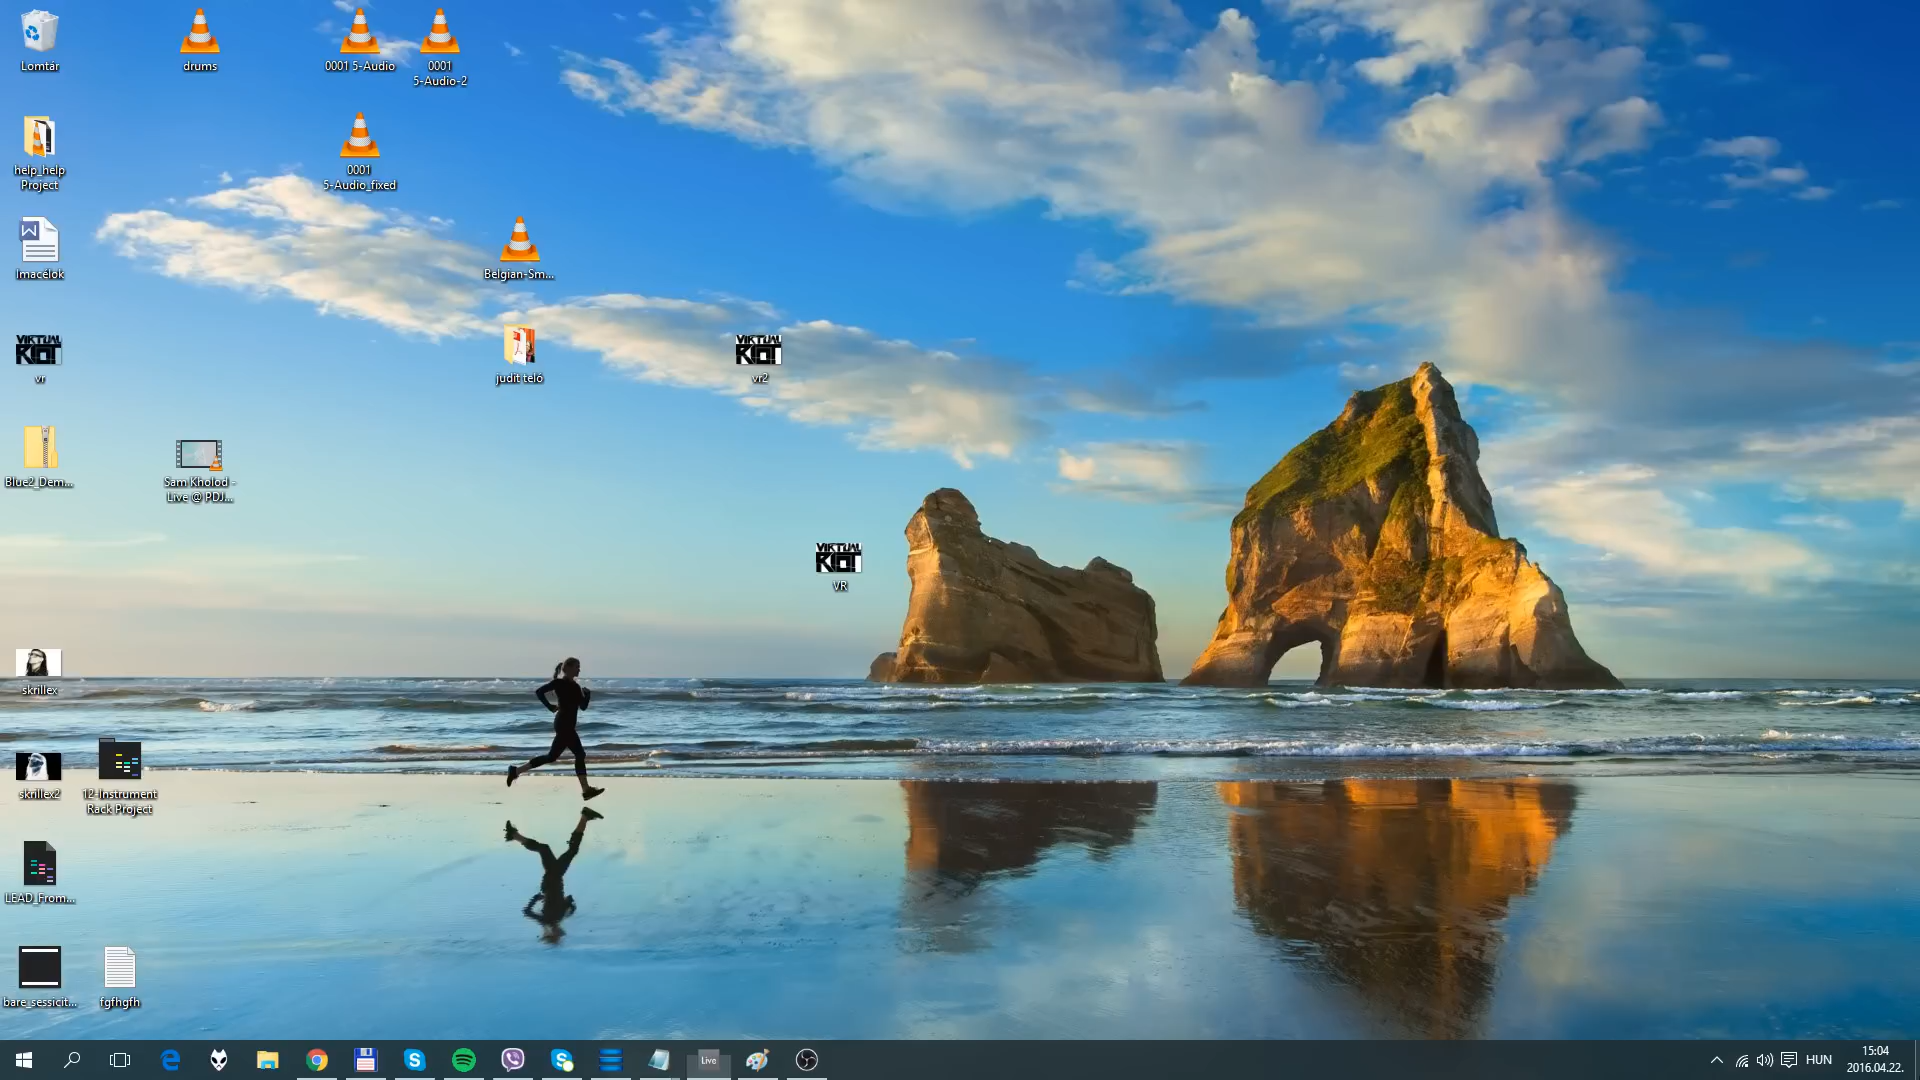 Lomtár
drums
0001 5-Audio
0001
5-Audio-2
help_help
Project
0001
5-Audio_fixed
Imacélok
Belgian-Sm...
VIRTUAL
RIOT
vr
judit teló
VIRTUAL
RIOT
vr2
Blue2_Dem...
Sam Kholod -
Live @ PDJ...
VIRTUAL
RIOT
VR
skrillex
skrillex2
12-Instrument
Rack Project
LEAD_From...
bare_sessicit...
fgfhgfh
Live
HUN
15:04
2016.04.22.